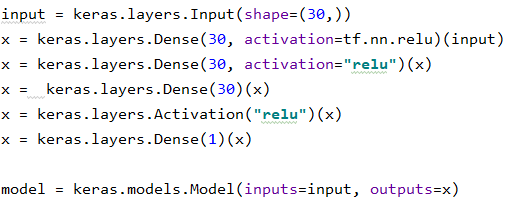 input = keras.layers.Input(shape=(30,))
x = keras.layers.Dense(30, activation=tf.nn.relu)(input)
x = keras.layers.Dense(30, activation="relu")(x)
x =  keras.layers.Dense(30)(x)
x = keras.layers.Activation("relu")(x)
x = keras.layers.Dense(1)(x)
model = keras.models.Model(inputs=input, outputs=x)